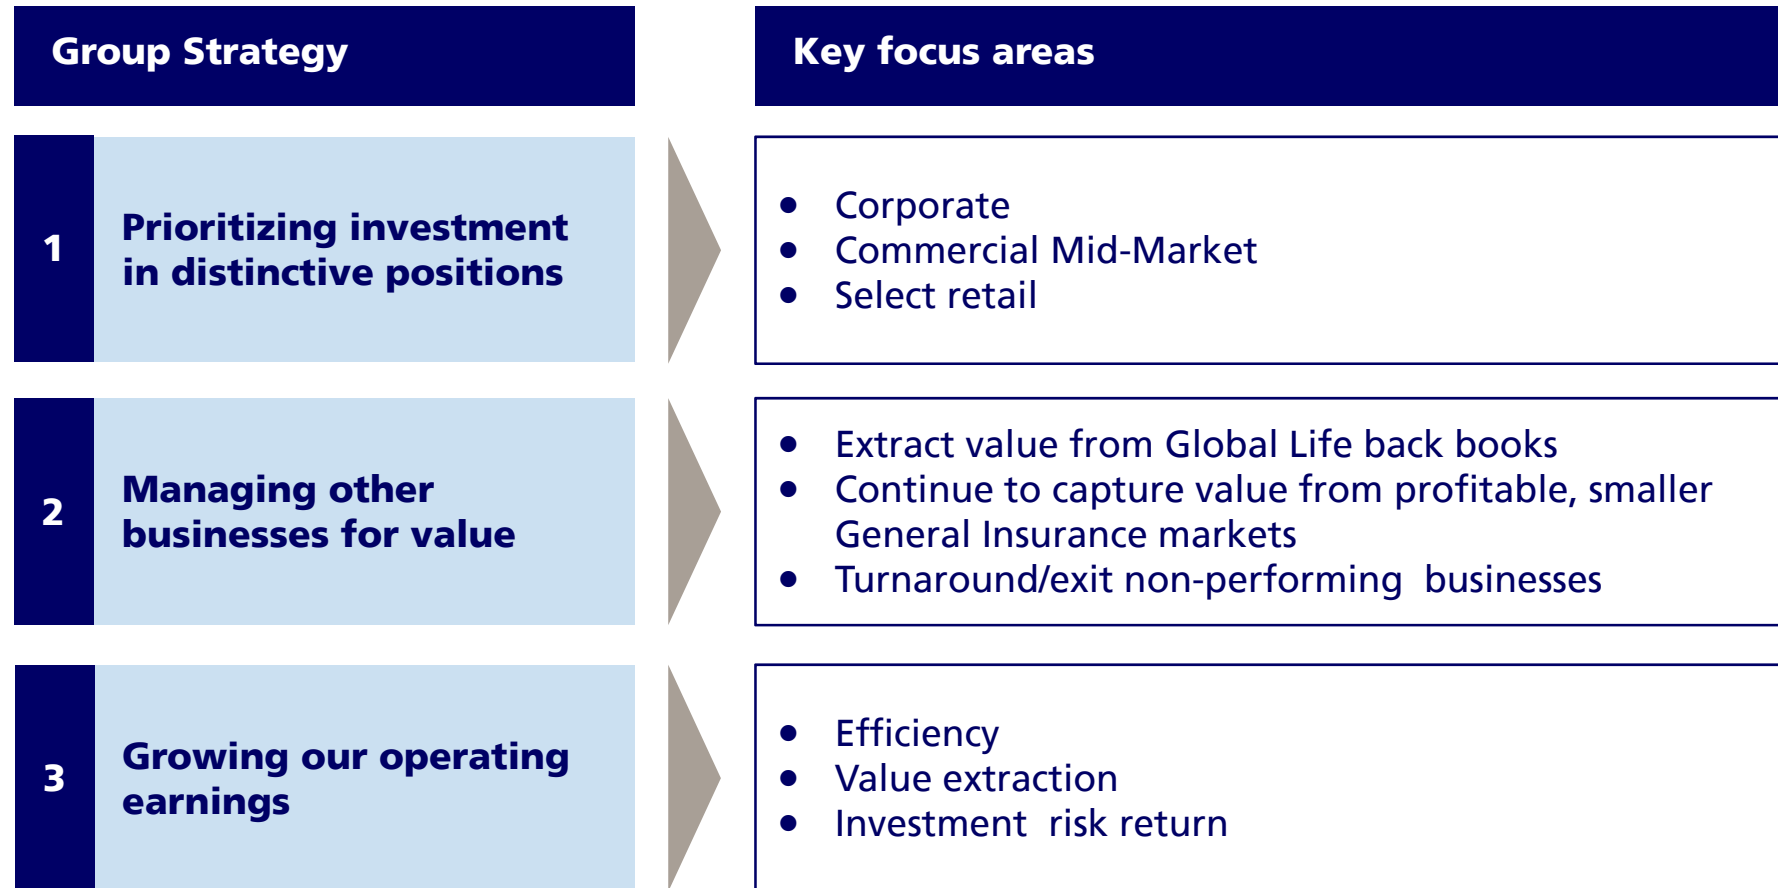 Group Strategy
Key focus areas
1
Prioritizing investment
in distinctive positions
● Corporate
● Commercial Mid-Market
● Select retail
2
Managing other
businesses for value
● Extract value from Global Life back books
● Continue to capture value from profitable, smaller
General Insurance markets
● Turnaround/exit non-performing  businesses
3
Growing our operating
earnings
● Efficiency
● Value extraction
● Investment  risk return